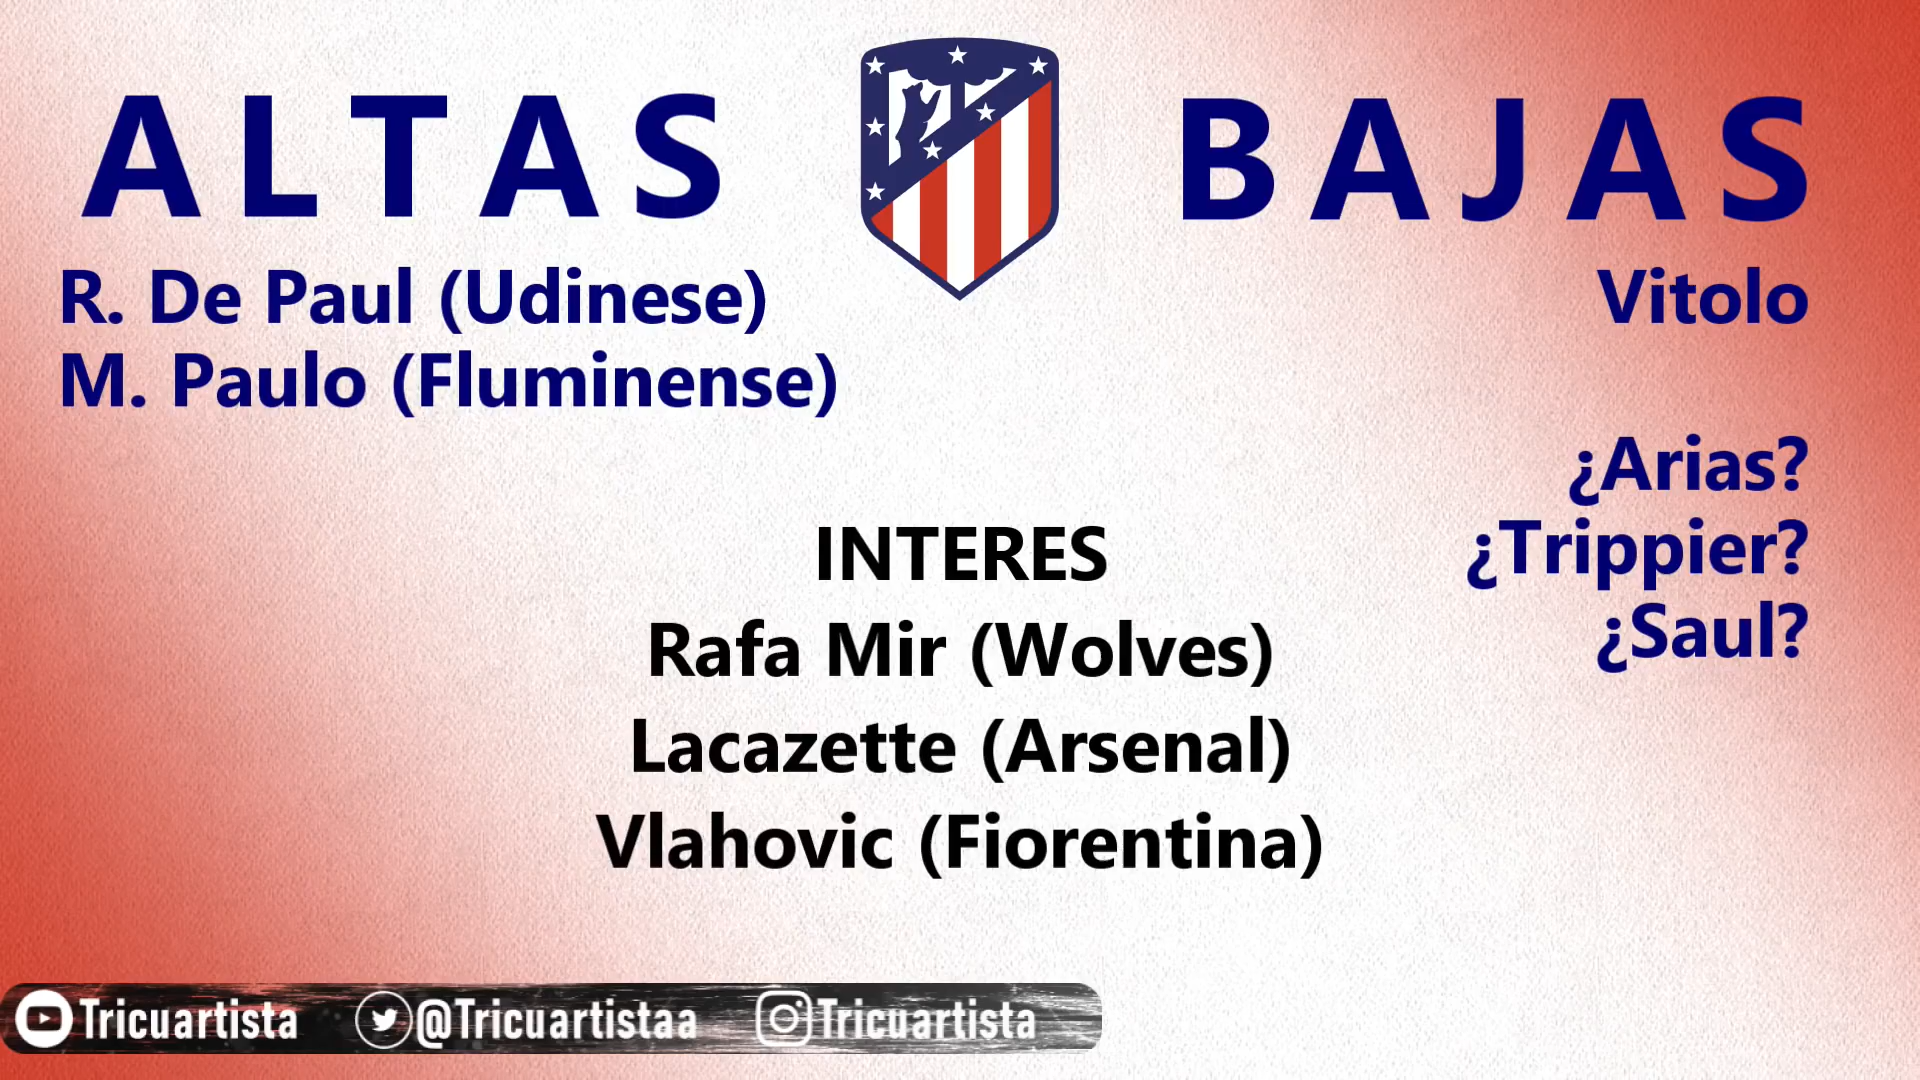 ALTAS
BAJAS
R. De Paul (Udinese)
M. Paulo (Fluminense)
Vitolo
¿Arias?
¿Trippier?
¿Saul?
INTERES
Rafa Mir (Wolves)
Lacazette (Arsenal)
Vlahovic (Fiorentina)
Tricuartista @Tricuartistaa Tricuartista